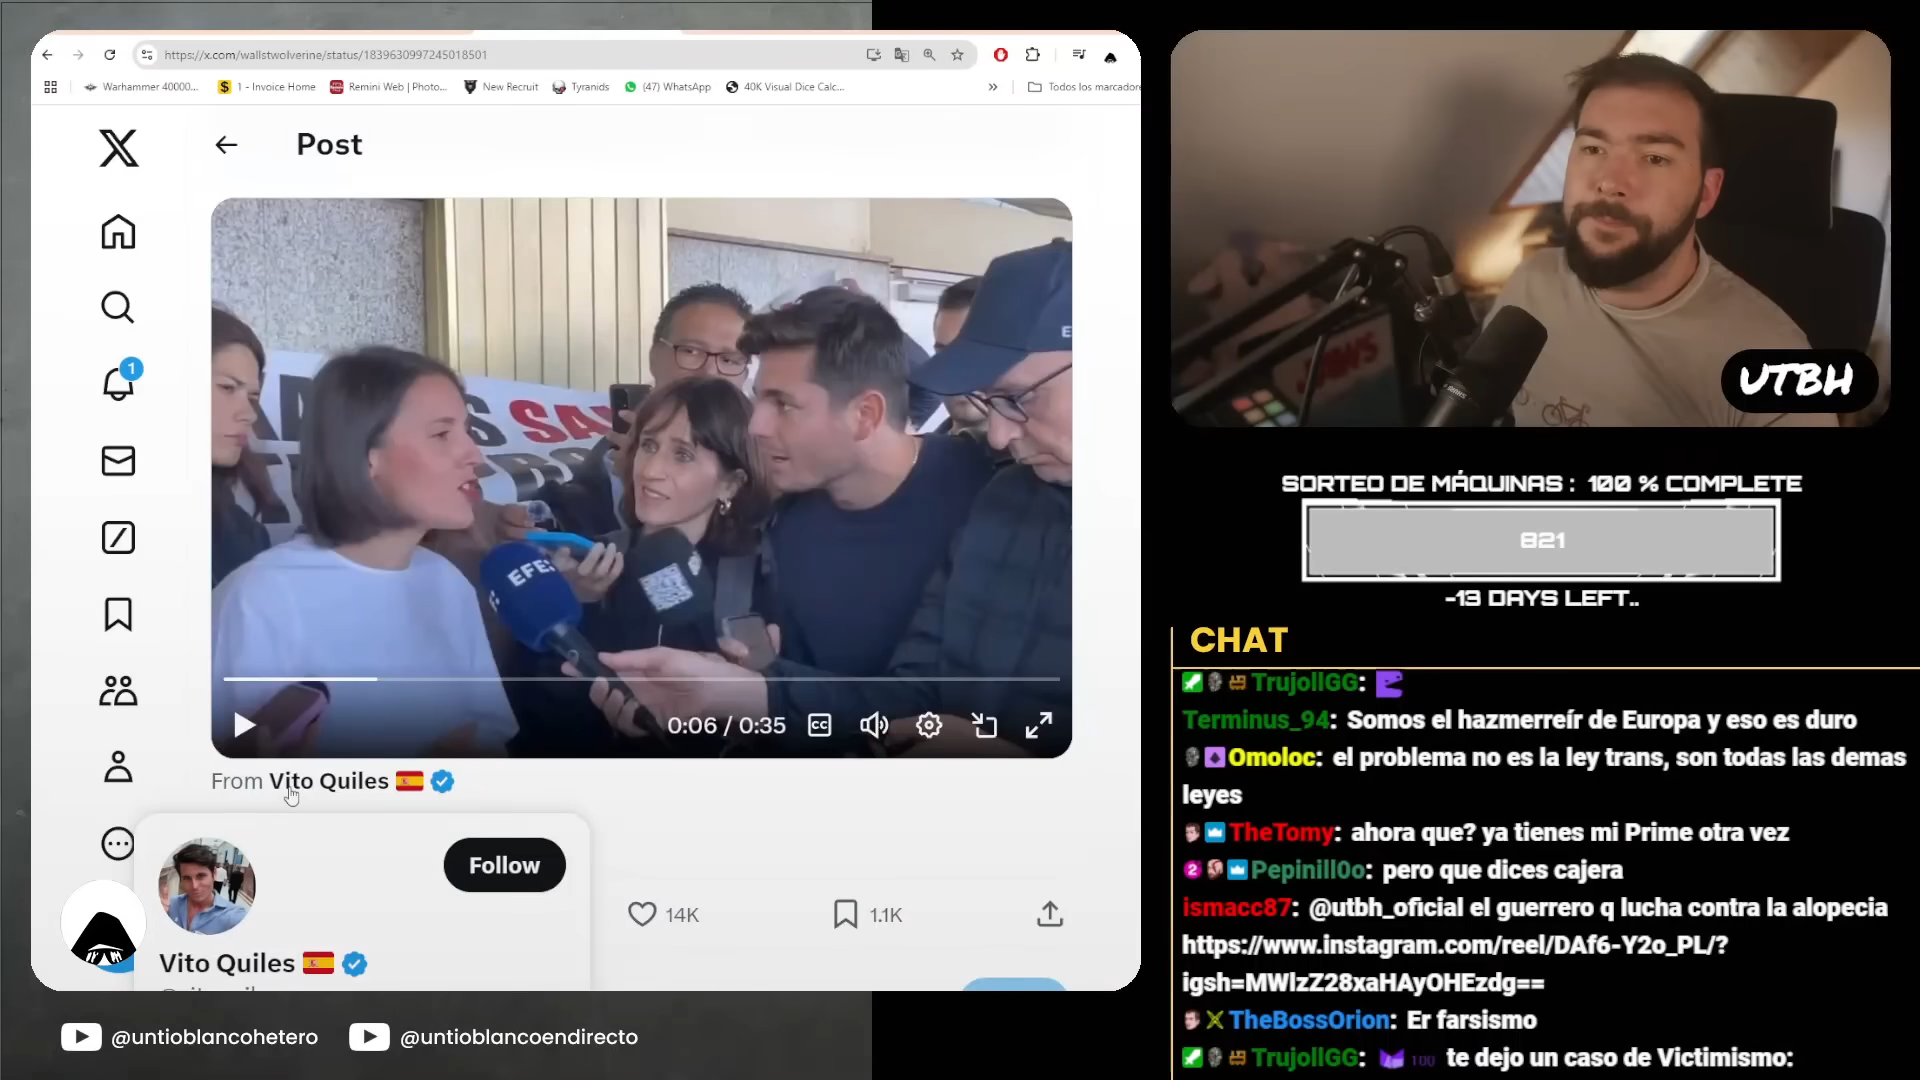 https://x.com/wallstwolverine/status/1839630997245018501
Warhammer 40000...
1 - Invoice Home
Remini Web | Photo...
New Recruit
Tyranids
(47) WhatsApp
40K Visual Dice Calc...
»
Todos los marcadore
Post
1
EFE:
0:06 / 0:35
CC
From Vito Quiles
Follow
Vito Quiles
14K
1.1K
@untioblancohetero
@untioblancoendirecto
UTBH
SORTEO DE MÁQUINAS : 100 % COMPLETE
821
-13 DAYS LEFT..
CHAT
TrujollGG:
Terminus_94: Somos el hazmerreír de Europa y eso es duro
Omoloc: el problema no es la ley trans, son todas las demas
leyes
TheTomy: ahora que? ya tienes mi Prime otra vez
2 Pepinill0o: pero que dices cajera
ismacc87: @utbh_oficial el guerrero q lucha contra la alopecia
https://www.instagram.com/reel/DAf6-Y2o_PL/?
igsh=MWlzZ28xaHAyOHEzdg==
TheBossOrion: Er farsismo
TrujollGG: 100 te dejo un caso de Victimismo: